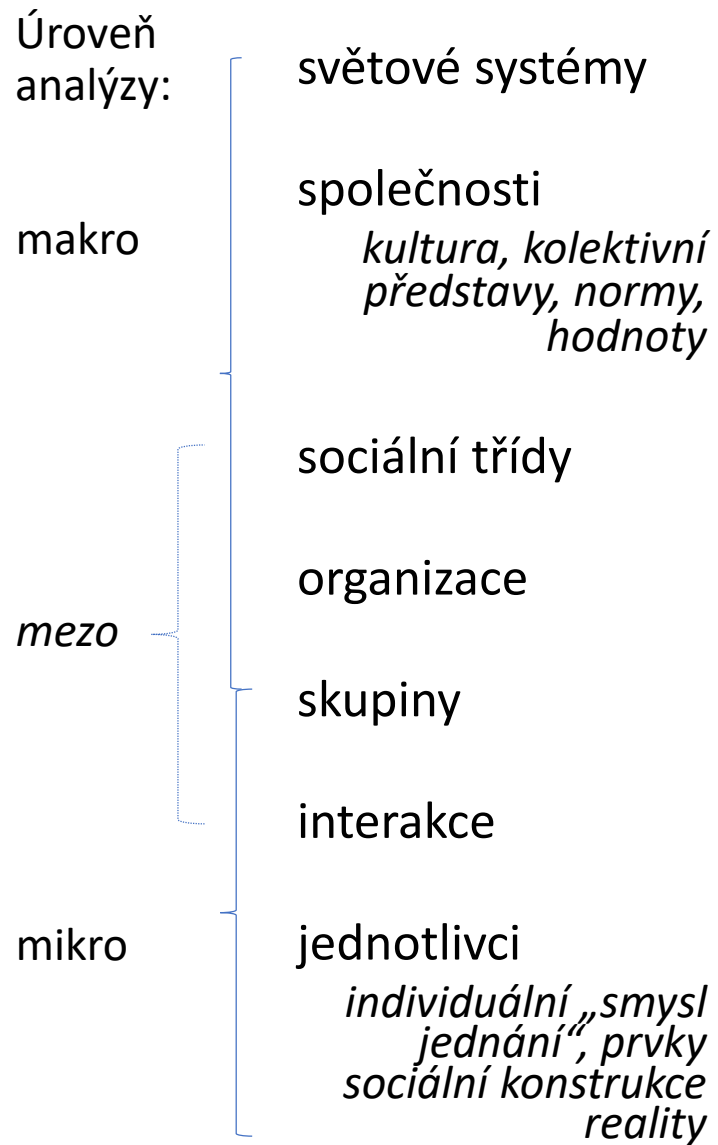 Úroveň
analýzy:
světové systémy
společnosti
makro
kultura, kolektivní
představy, normy,
hodnoty
sociální třídy
organizace
mezo
skupiny
interakce
mikro
jednotlivci
individuální „smysl
jednání“, prvky
sociální konstrukce
reality